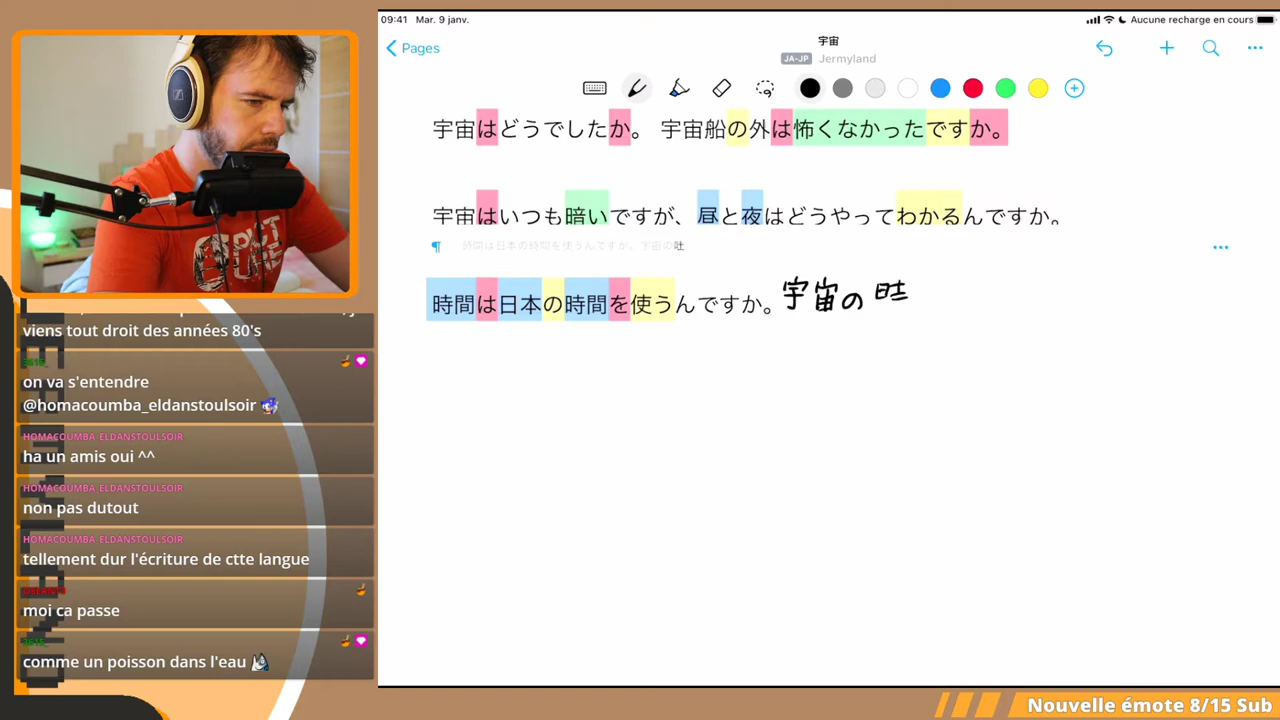 09:41 Mar. 9 janv.
Aucune recharge en cours
Pages
宇宙
JA-JP Jermyland
宇宙はどうでしたか。 宇宙船の外は怖くなかったですか。
宇宙はいつも暗いですが、昼と夜はどうやってわかるんですか。
時間は日本の時間を使うんですか。宇宙の吐
時間は日本の時間を使うんですか。宇宙の
viens tout droit des années 80's
3615_
on va s'entendre
@homacoumba_eldanstoulsoir
HOMACOUMBA_ELDANSTOULSOIR
ha un amis oui ^^
HOMACOUMBA_ELDANSTOULSOIR
non pas dutout
HOMACOUMBA_ELDANSTOULSOIR
tellement dur l'écriture de ctte langue
moi ca passe
3615_
comme un poisson dans l'eau
Nouvelle émote 8/15 Sub